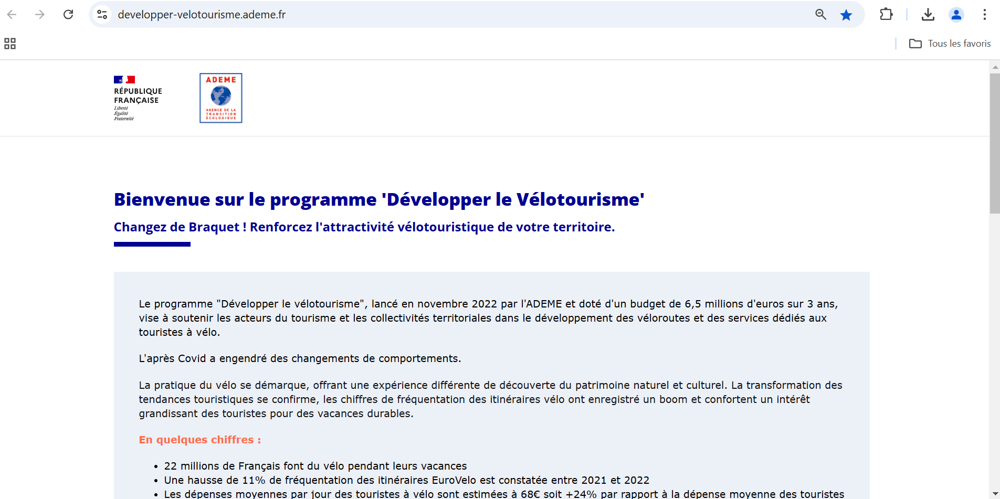 developper-velotourisme.ademe.fr
Tous les favoris
RÉPUBLIQUE
FRANÇAISE
Liberté
Égalité
Fraternité
ADEME
AGENCE DE LA
TRANSITION
ÉCOLOGIQUE
Bienvenue sur le programme 'Développer le Vélotourisme'
Changez de Braquet ! Renforcez l'attractivité vélotouristique de votre territoire.
Le programme "Développer le vélotourisme", lancé en novembre 2022 par l'ADEME et doté d'un budget de 6,5 millions d'euros sur 3 ans,
vise à soutenir les acteurs du tourisme et les collectivités territoriales dans le développement des véloroutes et des services dédiés aux
touristes à vélo.
L'après Covid a engendré des changements de comportements.
La pratique du vélo se démarque, offrant une expérience différente de découverte du patrimoine naturel et culturel. La transformation des
tendances touristiques se confirme, les chiffres de fréquentation des itinéraires vélo ont enregistré un boom et confortent un intérêt
grandissant des touristes pour des vacances durables.
En quelques chiffres :
• 22 millions de Français font du vélo pendant leurs vacances
• Une hausse de 11% de fréquentation des itinéraires EuroVelo est constatée entre 2021 et 2022
• Les dépenses moyennes par jour des touristes à vélo sont estimées à 68€ soit +24% par rapport à la dépense moyenne des touristes